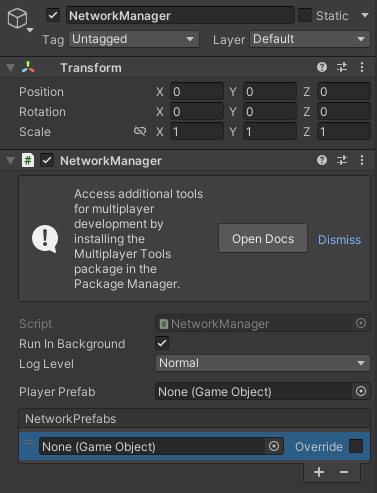 NetworkManager
Static
Tag Untagged Layer Default
Transform
Position X 0 Y 0 Z 0
Rotation X 0 Y 0 Z 0
Scale X 1 Y 1 Z 1
# NetworkManager
Access additional tools
for multiplayer
development by
installing the
Multiplayer Tools
package in the
Package Manager.
Open Docs
Dismiss
Script NetworkManager
Run In Background
Log Level Normal
Player Prefab None (Game Object)
NetworkPrefabs
None (Game Object) Override
+ −